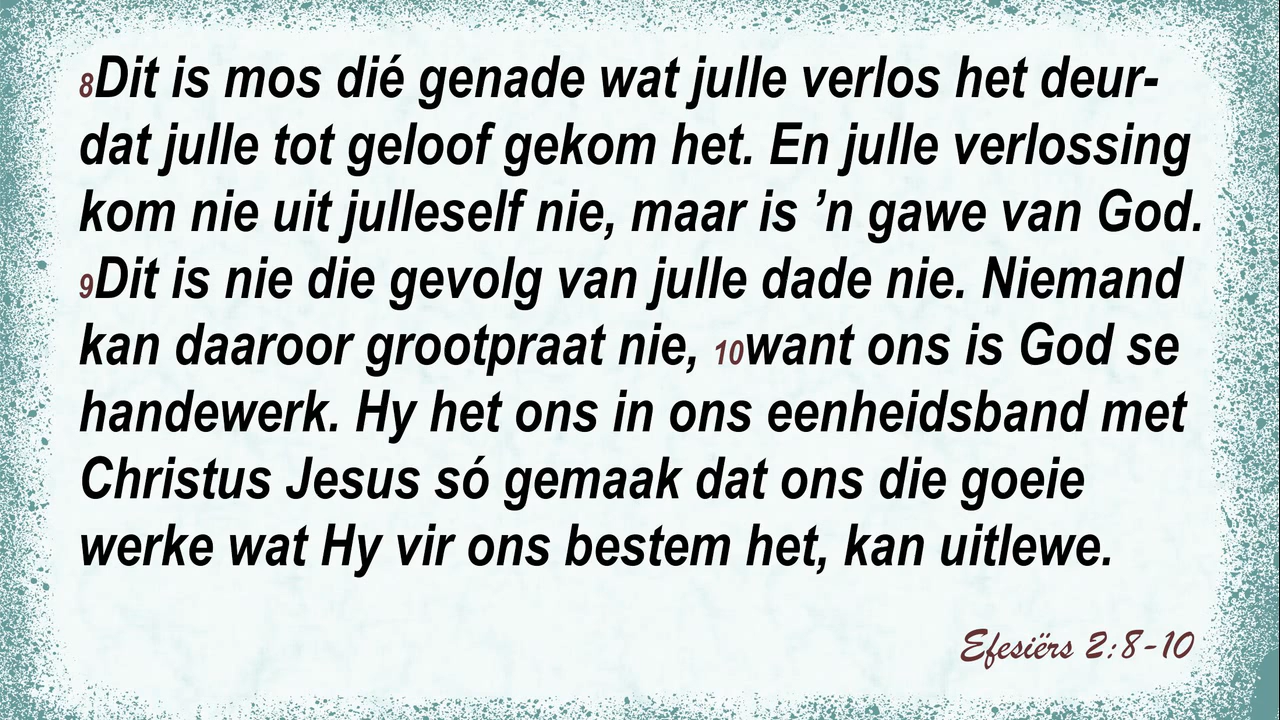 8Dit is mos dié genade wat julle verlos het deur-
dat julle tot geloof gekom het. En julle verlossing
kom nie uit julleself nie, maar is ’n gawe van God.
9Dit is nie die gevolg van julle dade nie. Niemand
kan daaroor grootpraat nie, 10want ons is God se
handewerk. Hy het ons in ons eenheidsband met
Christus Jesus só gemaak dat ons die goeie
werke wat Hy vir ons bestem het, kan uitlewe.
Efesiërs 2:8-10